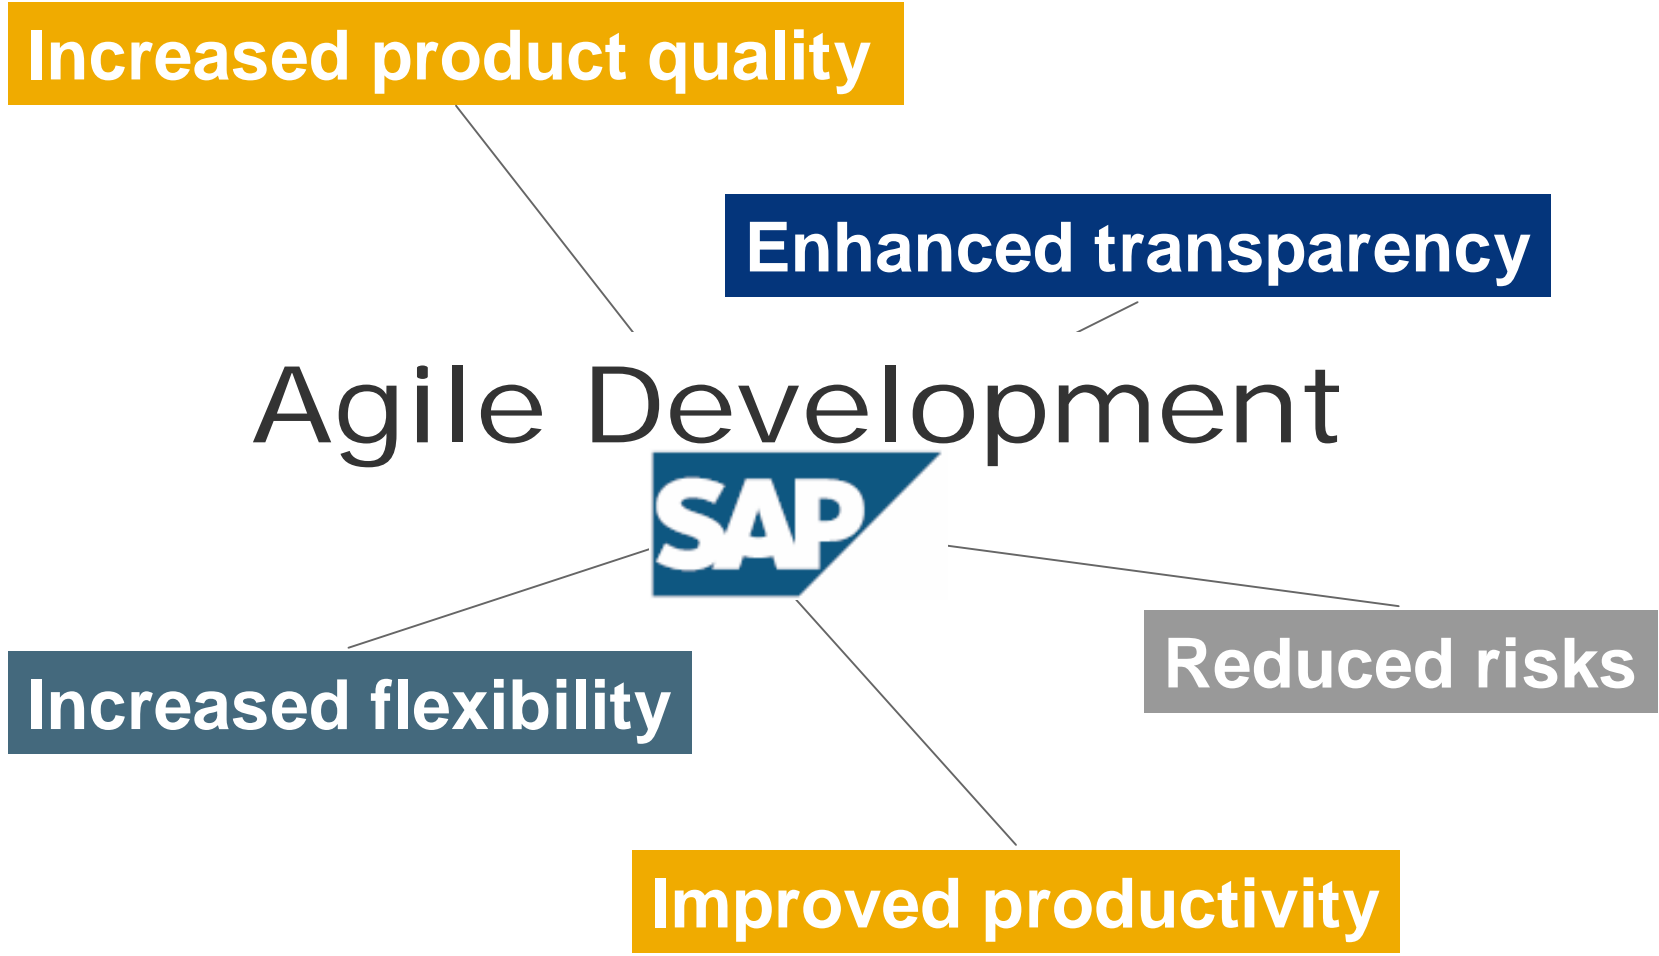 Increased product quality
Enhanced transparency
Agile Development
SAP
Reduced risks
Increased flexibility
Improved productivity